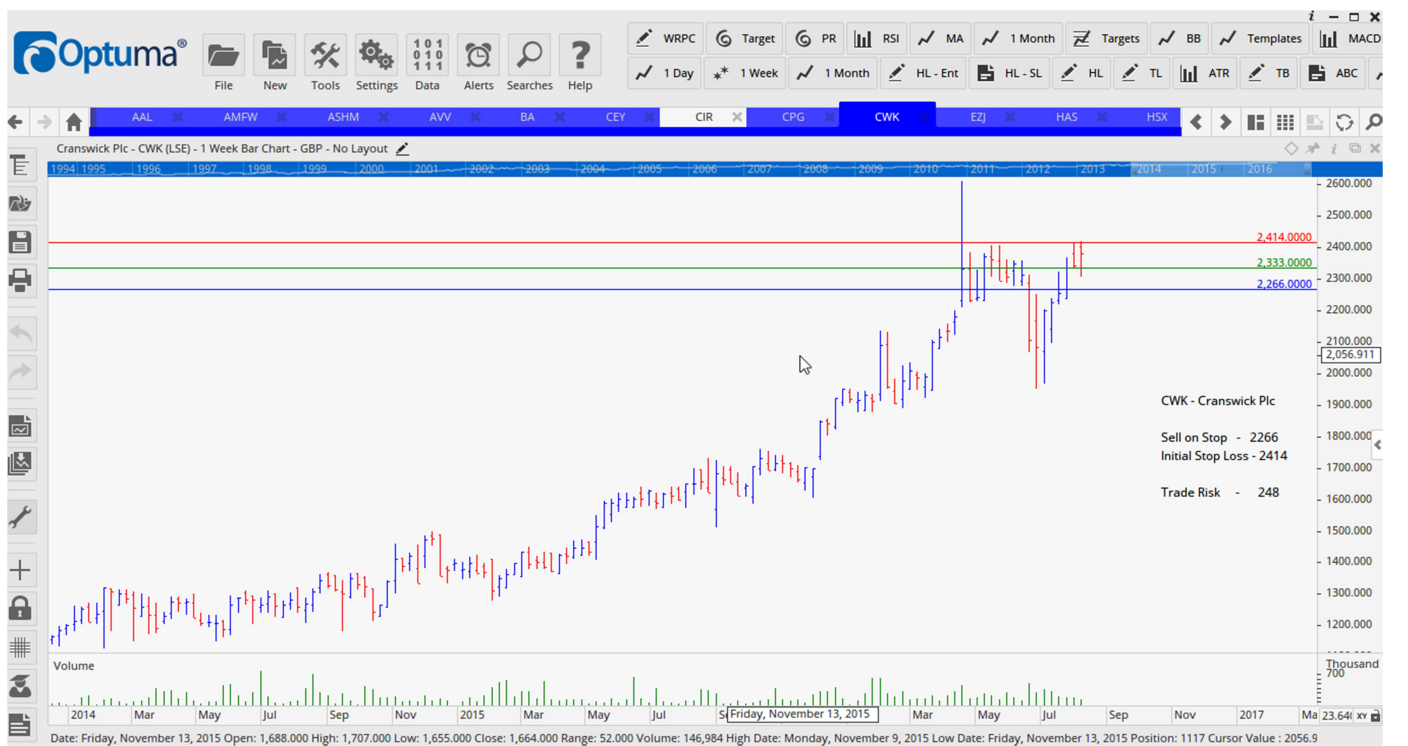 i
Optuma®
File
New
Tools
Settings
101
010
111
Data
Alerts
Searches
?
Help
WRPC
Target
PR
RSI
MA
1 Month
Targets
BB
Templates
MACD
1 Day
1 Week
1 Month
HL - Ent
HL - SL
HL
TL
ATR
TB
ABC
AAL
AMFW
ASHM
AVV
BA
CEY
CIR
CPG
CWK
EZJ
HAS
HSX
Cranswick Plc - CWK (LSE) - 1 Week Bar Chart - GBP - No Layout
1994 1995 1996 1997 1998 1999 2000 2001 2002 2003 2004 2005 2006 2007 2008 2009 2010 2011 2012 2013 2014 2015 2016
2600.000
2500.000
2,414.0000
2400.000
2,333.0000
2300.000
2,266.0000
2200.000
2100.000
2,056.911
2000.000
CWK - Cranswick Plc
1900.000
Sell on Stop - 2266
1800.000
Initial Stop Loss - 2414
1700.000
Trade Risk - 248
1600.000
1500.000
1400.000
1300.000
1200.000
Volume
Thousand
700
2014 Mar May Jul Sep Nov 2015 Mar May Jul Friday, November 13, 2015 Mar May Jul Sep Nov 2017 Ma 23.64 XY
Date: Friday, November 13, 2015 Open: 1,688.000 High: 1,707.000 Low: 1,655.000 Close: 1,664.000 Range: 52.000 Volume: 146,984 High Date: Monday, November 9, 2015 Low Date: Friday, November 13, 2015 Position: 1117 Cursor Value : 2056.9